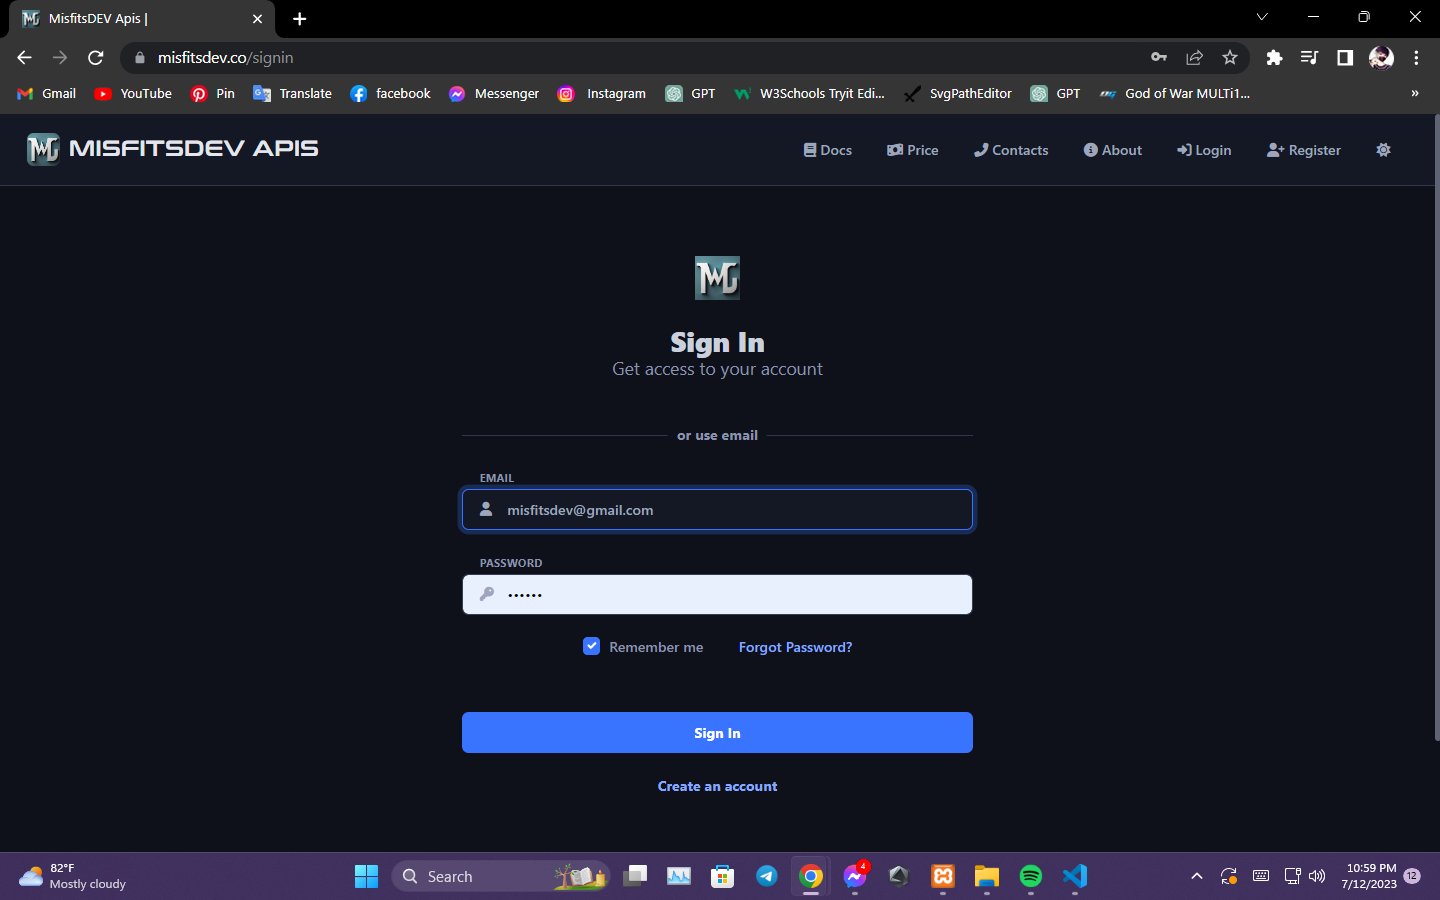 MisfitsDEV Apis |
misfitsdev.co/signin
Gmail YouTube Pin Translate facebook Messenger Instagram GPT W3Schools Tryit Edi... SvgPathEditor GPT God of War MULTi1... »
MISFITSDEV APIS Docs Price Contacts About Login Register
Sign In
Get access to your account
or use email
EMAIL
misfitsdev@gmail.com
PASSWORD
••••••
Remember me Forgot Password?
Sign In
Create an account
82°F
Mostly cloudy
Search
4
10:59 PM
7/12/2023
12